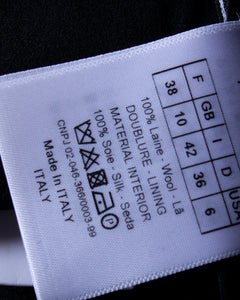 F GB I D USA
38 10 42 36 6
100% Laine - Wool - Lã
DOUBLURE - LINING
MATERIAL INTERIOR
100% Soie - Silk - Seda
CNPJ 02-046-366/0003-99
Made In ITALY
ITALY